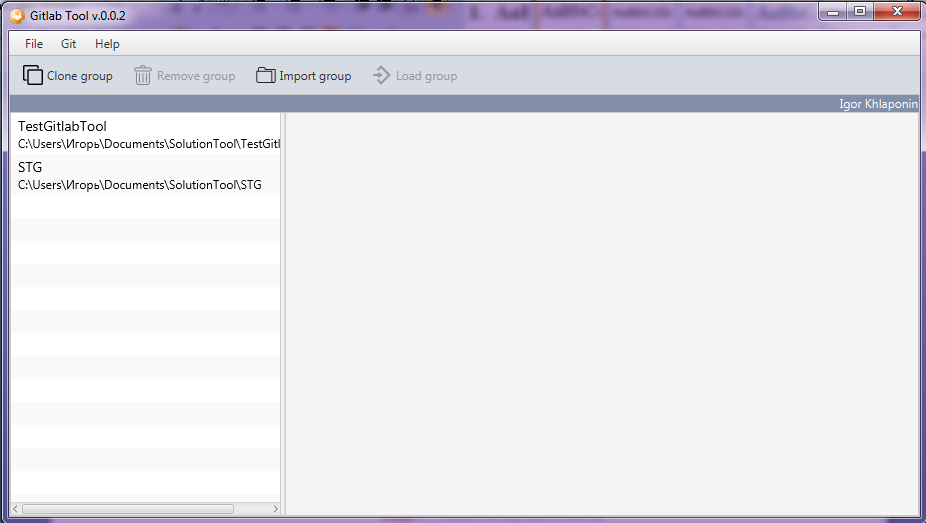 Gitlab Tool v.0.0.2
File Git Help
Clone group Remove group Import group Load group
Igor Khlaponin
TestGitlabTool
C:\Users\Игорь\Documents\SolutionTool\TestGitl
STG
C:\Users\Игорь\Documents\SolutionTool\STG